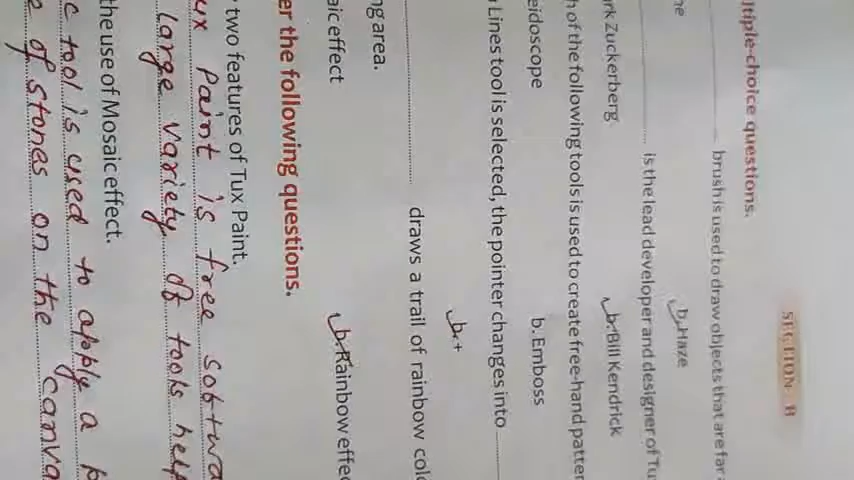 SECTION B
ltiple-choice questions.
brush is used to draw objects that are far
ne
b. Haze
is the lead developer and designer of Tu
rk Zuckerberg
b. Bill Kendrick
h of the following tools is used to create free-hand patter
eidoscope
b. Emboss
Lines tool is selected, the pointer changes into
b. +
ng area.
draws a trail of rainbow colo
aic effect
b. Rainbow effec
er the following questions.
two features of Tux Paint.
ux Paint is free softwa
large variety of tools help
the use of Mosaic effect.
c tool is used to apply a p
e of stones on the canva